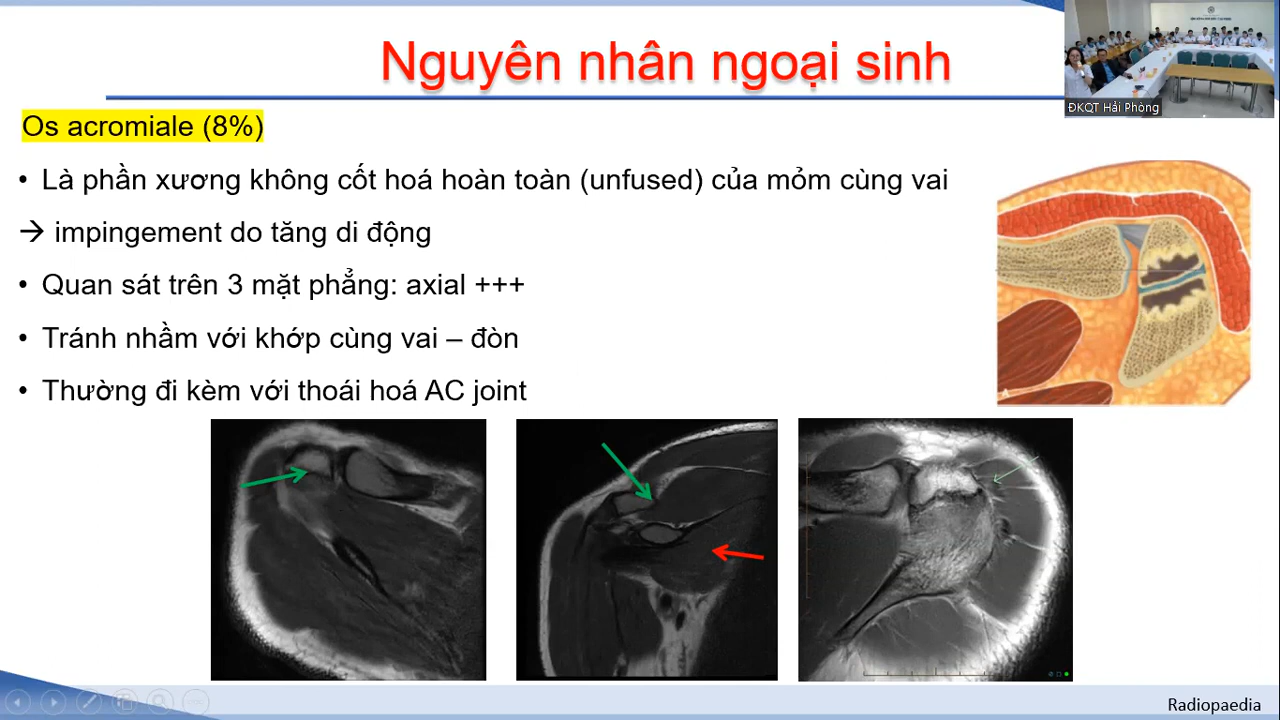 Nguyên nhân ngoại sinh
ĐKQT Hải Phòng
Os acromiale (8%)
• Là phần xương không cốt hoá hoàn toàn (unfused) của mỏm cùng vai
→ impingement do tăng di động
• Quan sát trên 3 mặt phẳng: axial +++
• Tránh nhầm với khớp cùng vai – đòn
• Thường đi kèm với thoái hoá AC joint
Radiopaedia